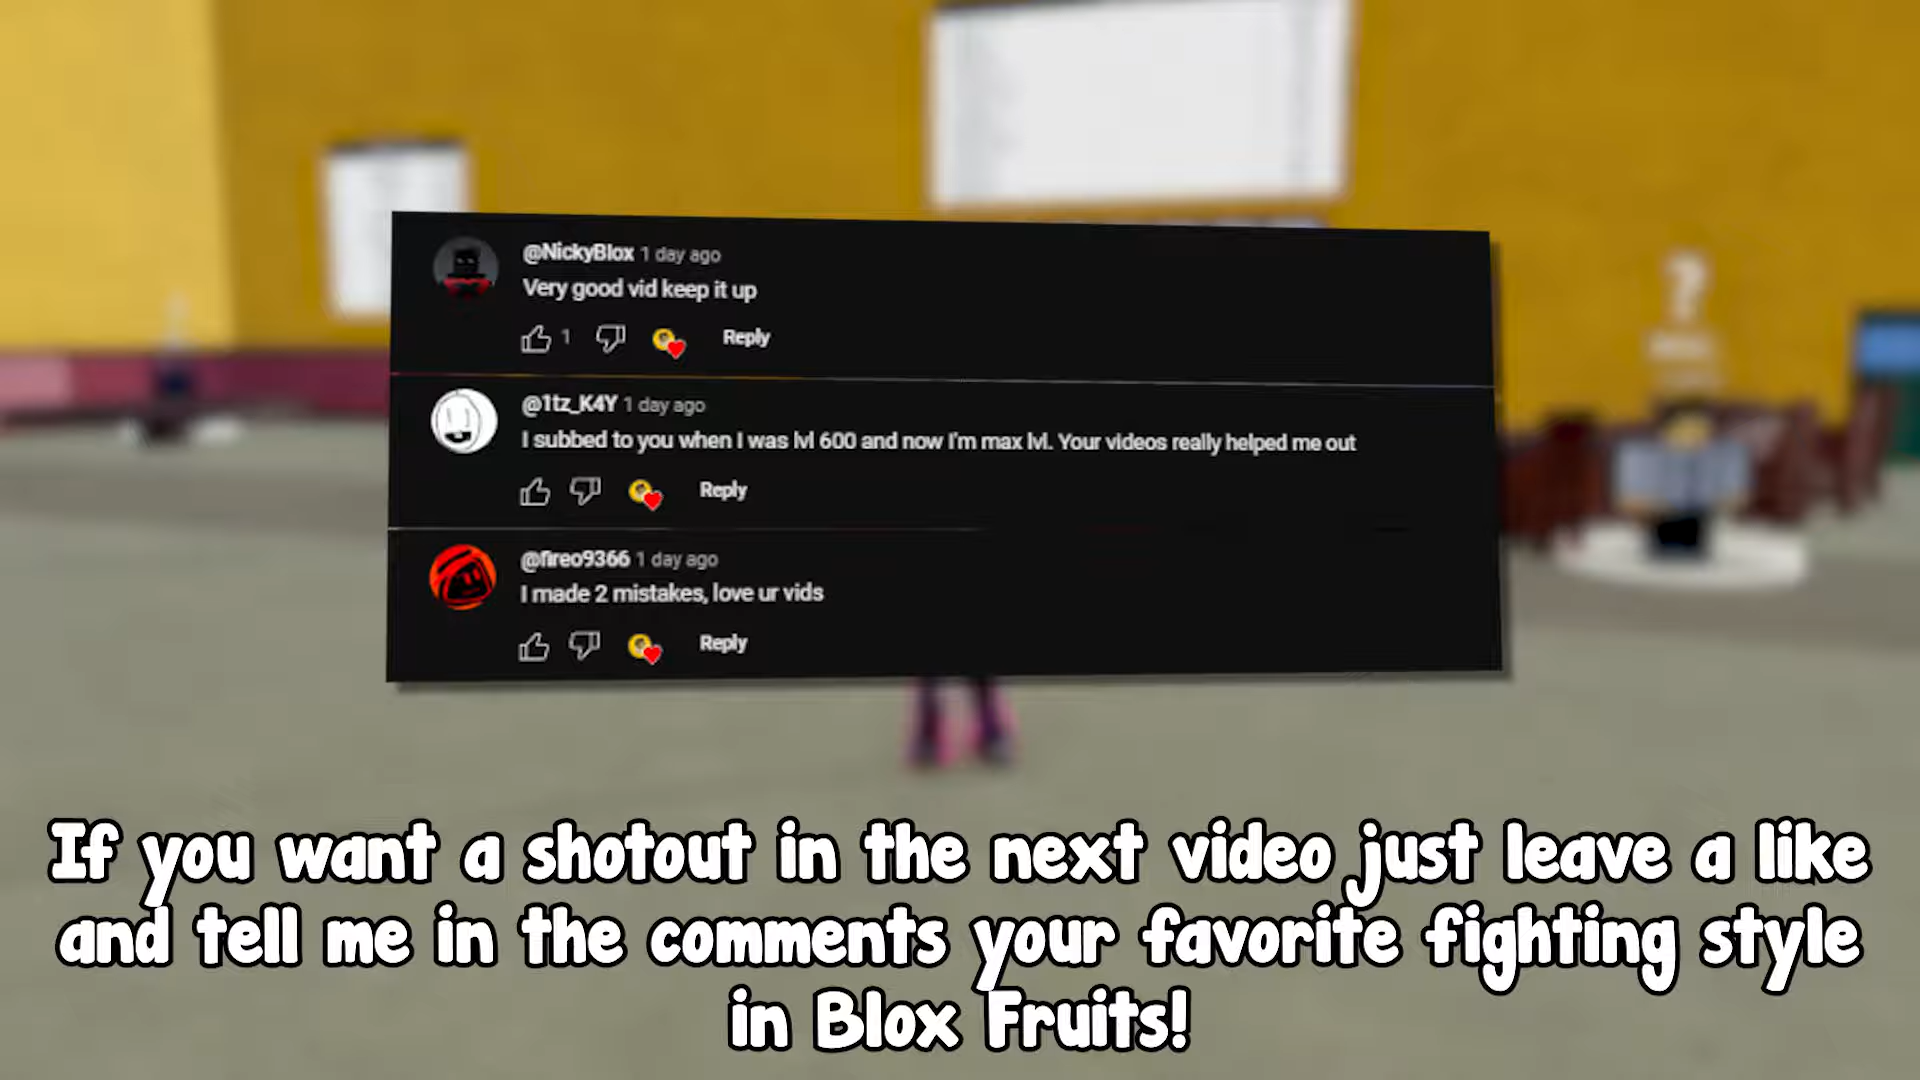 @NickyBlox 1 day ago
Very good vid keep it up
1 Reply
@1tz_K4Y 1 day ago
I subbed to you when I was lvl 600 and now I'm max lvl. Your videos really helped me out
Reply
@fireo9366 1 day ago
I made 2 mistakes, love ur vids
Reply
If you want a shotout in the next video just leave a like
and tell me in the comments your favorite fighting style
in Blox Fruits!